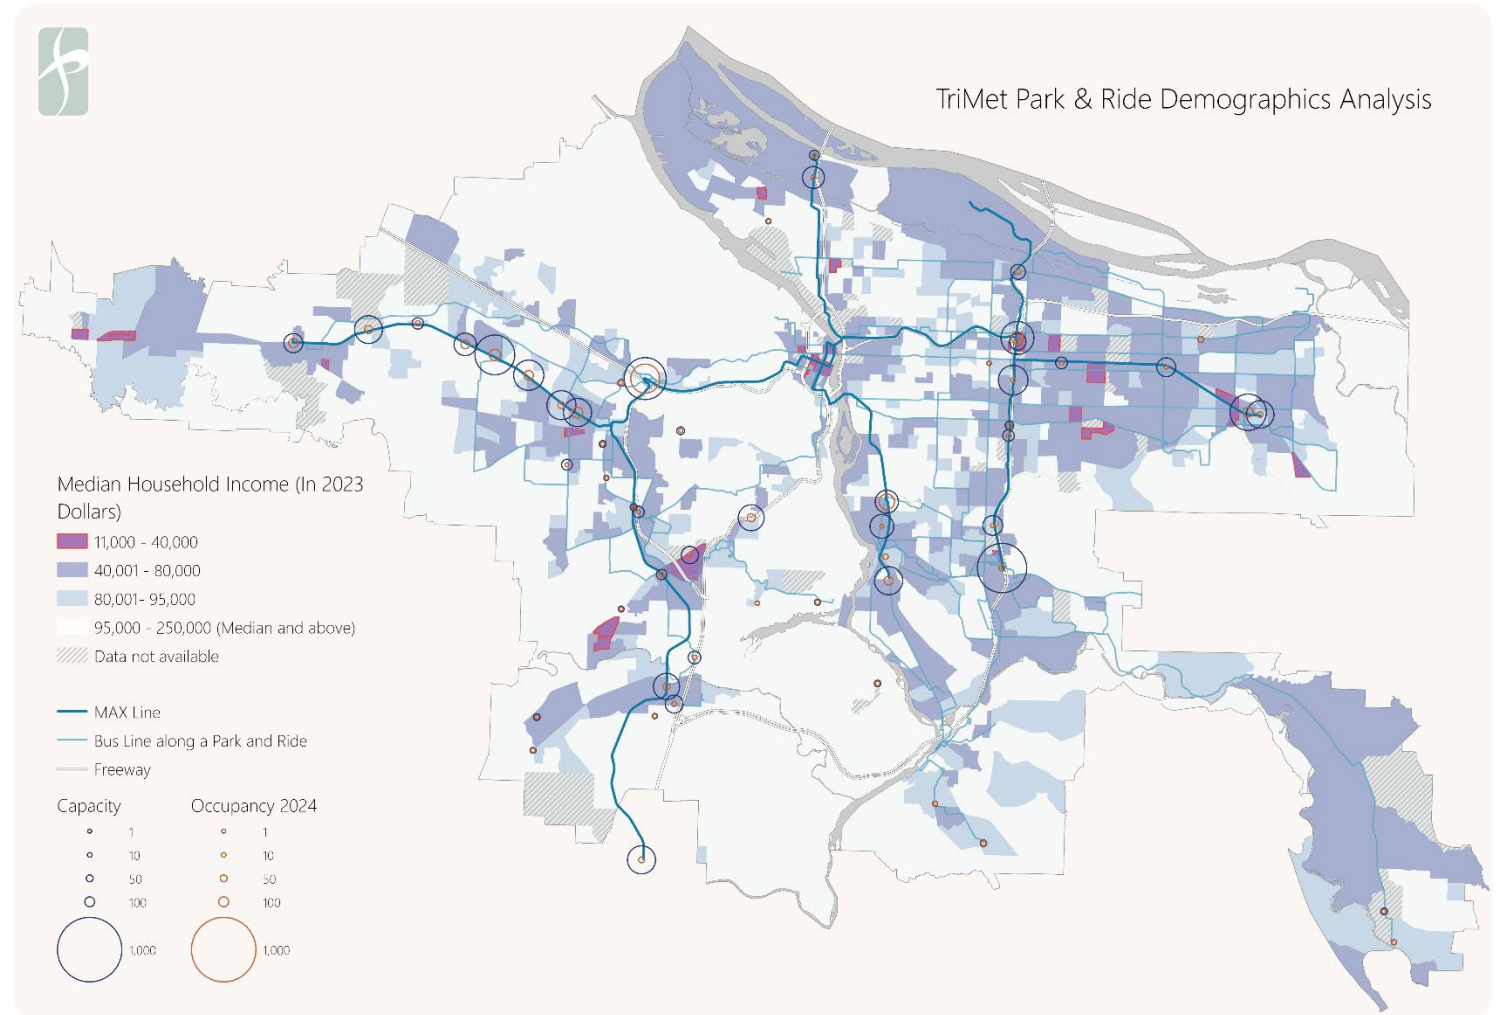 TriMet Park & Ride Demographics Analysis
Median Household Income (In 2023
Dollars)
11,000 - 40,000
40,001 - 80,000
80,001- 95,000
95,000 - 250,000 (Median and above)
Data not available
MAX Line
Bus Line along a Park and Ride
Freeway
Capacity
1
10
50
100
1,000
Occupancy 2024
1
10
50
100
1,000